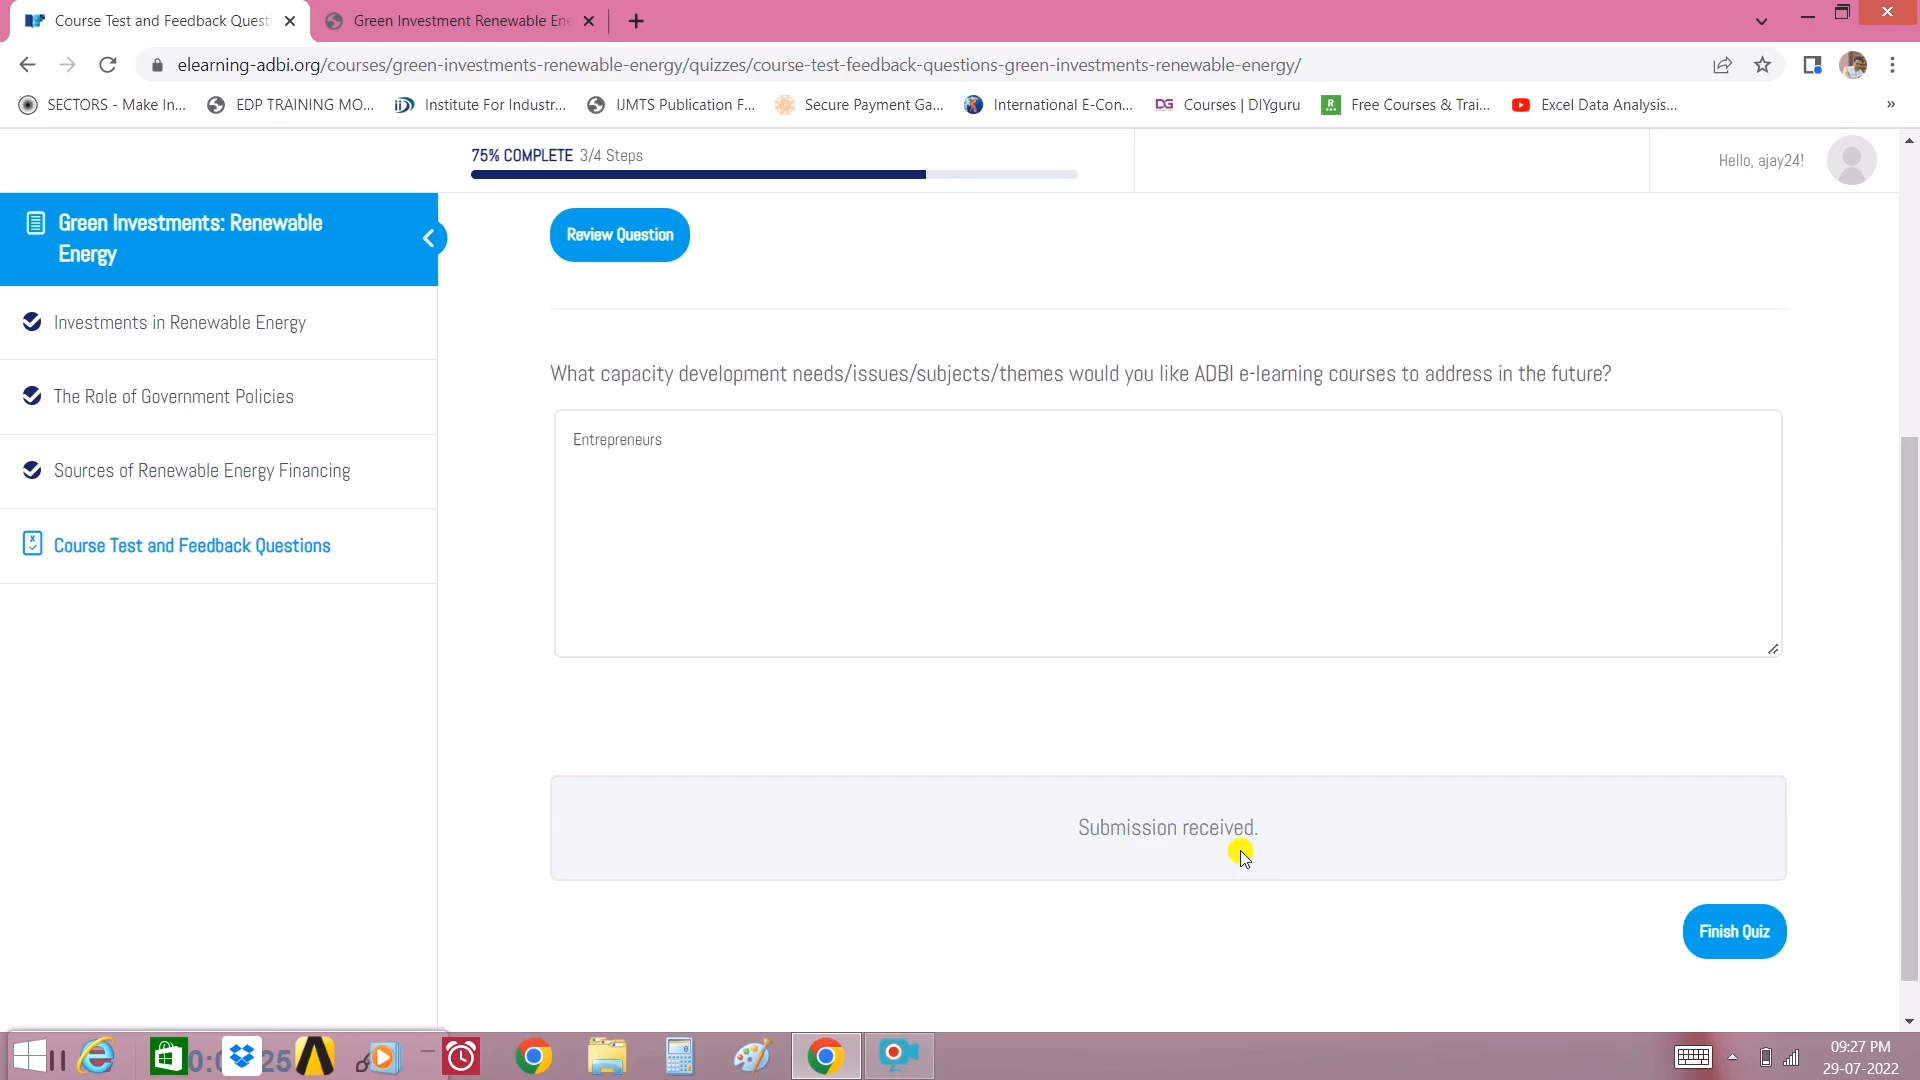 Course Test and Feedback Quest
Green Investment Renewable En
elearning-adbi.org/courses/green-investments-renewable-energy/quizzes/course-test-feedback-questions-green-investments-renewable-energy/
SECTORS - Make In...
EDP TRAINING MO...
Institute For Industr...
IJMTS Publication F...
Secure Payment Ga...
International E-Con...
Courses | DIYguru
Free Courses & Trai...
Excel Data Analysis...
75% COMPLETE 3/4 Steps
Hello, ajay24!
Green Investments: Renewable
Energy
Investments in Renewable Energy
The Role of Government Policies
Sources of Renewable Energy Financing
Course Test and Feedback Questions
Review Question
What capacity development needs/issues/subjects/themes would you like ADBI e-learning courses to address in the future?
Entrepreneurs
Submission received.
Finish Quiz
09:27 PM
29-07-2022